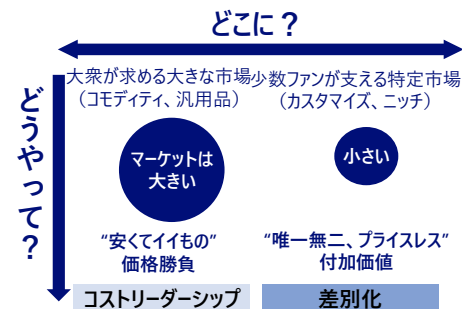 どこに？
大衆が求める大きな市場
（コモディティ、汎用品）
少数ファンが支える特定市場
（カスタマイズ、ニッチ）
どうやって？
マーケットは
大きい
小さい
“安くてイイもの”
価格勝負
“唯一無二、プライスレス”
付加価値
コストリーダーシップ
差別化